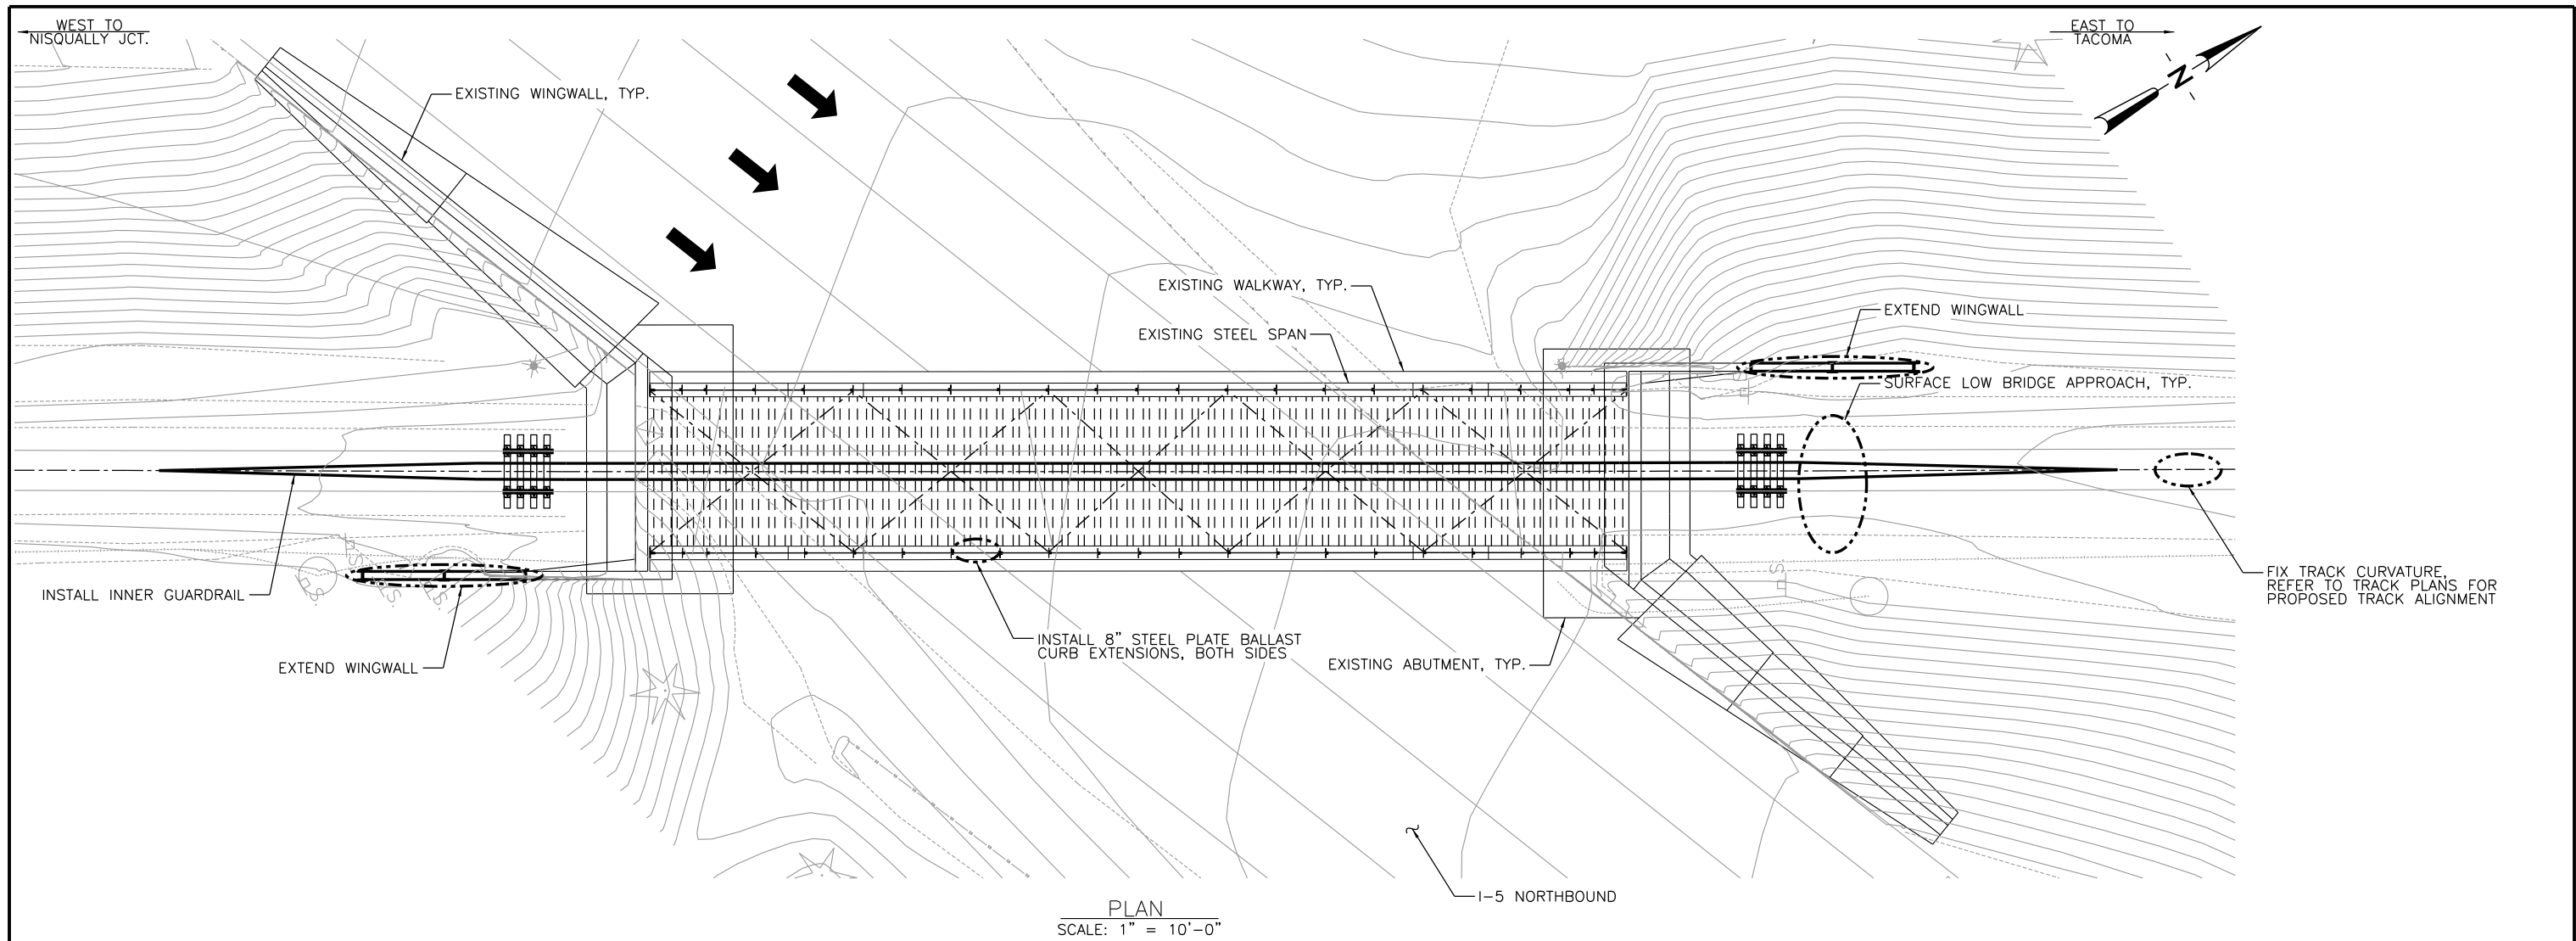 WEST TO
NISQUALLY JCT.
EAST TO
TACOMA
N
EXISTING WINGWALL, TYP.
EXISTING WALKWAY, TYP.
EXISTING STEEL SPAN
EXTEND WINGWALL
SURFACE LOW BRIDGE APPROACH, TYP.
INSTALL INNER GUARDRAIL
EXTEND WINGWALL
INSTALL 8" STEEL PLATE BALLAST
CURB EXTENSIONS, BOTH SIDES
EXISTING ABUTMENT, TYP.
FIX TRACK CURVATURE,
REFER TO TRACK PLANS FOR
PROPOSED TRACK ALIGNMENT
I-5 NORTHBOUND
PLAN
SCALE: 1" = 10'-0"